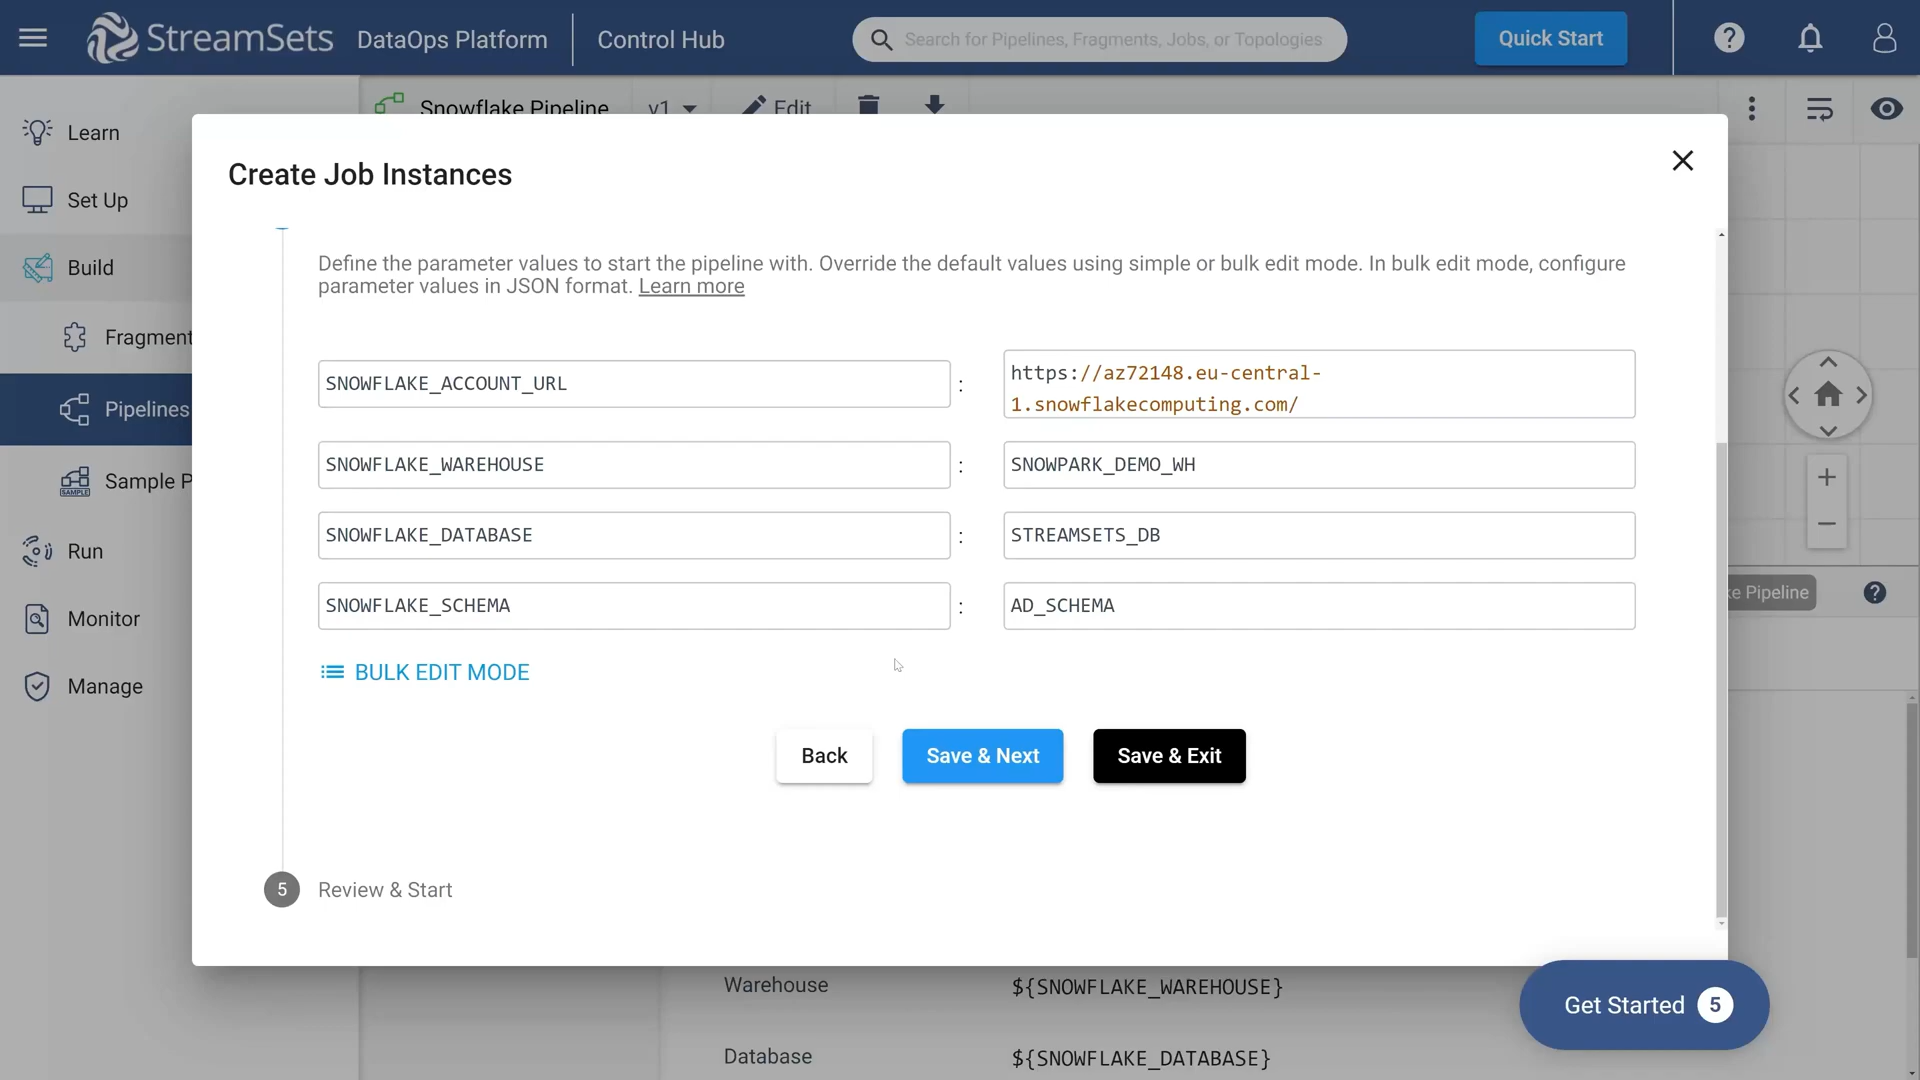 StreamSets DataOps Platform Control Hub
Search for Pipelines, Fragments, Jobs, or Topologies
Quick Start
?
Snowflake Pipeline v1 Edit
Learn
Set Up
Build
Fragment
Pipelines
SAMPLE
Sample P
Run
Monitor
Manage
Create Job Instances
Define the parameter values to start the pipeline with. Override the default values using simple or bulk edit mode. In bulk edit mode, configure
parameter values in JSON format. Learn more
SNOWFLAKE_ACCOUNT_URL : https://az72148.eu-central-
1.snowflakecomputing.com/
SNOWFLAKE_WAREHOUSE : SNOWPARK_DEMO_WH
SNOWFLAKE_DATABASE : STREAMSETS_DB
SNOWFLAKE_SCHEMA : AD_SCHEMA
BULK EDIT MODE
Back Save & Next Save & Exit
5 Review & Start
ke Pipeline ?
Warehouse ${SNOWFLAKE_WAREHOUSE}
Database ${SNOWFLAKE_DATABASE}
Get Started 5